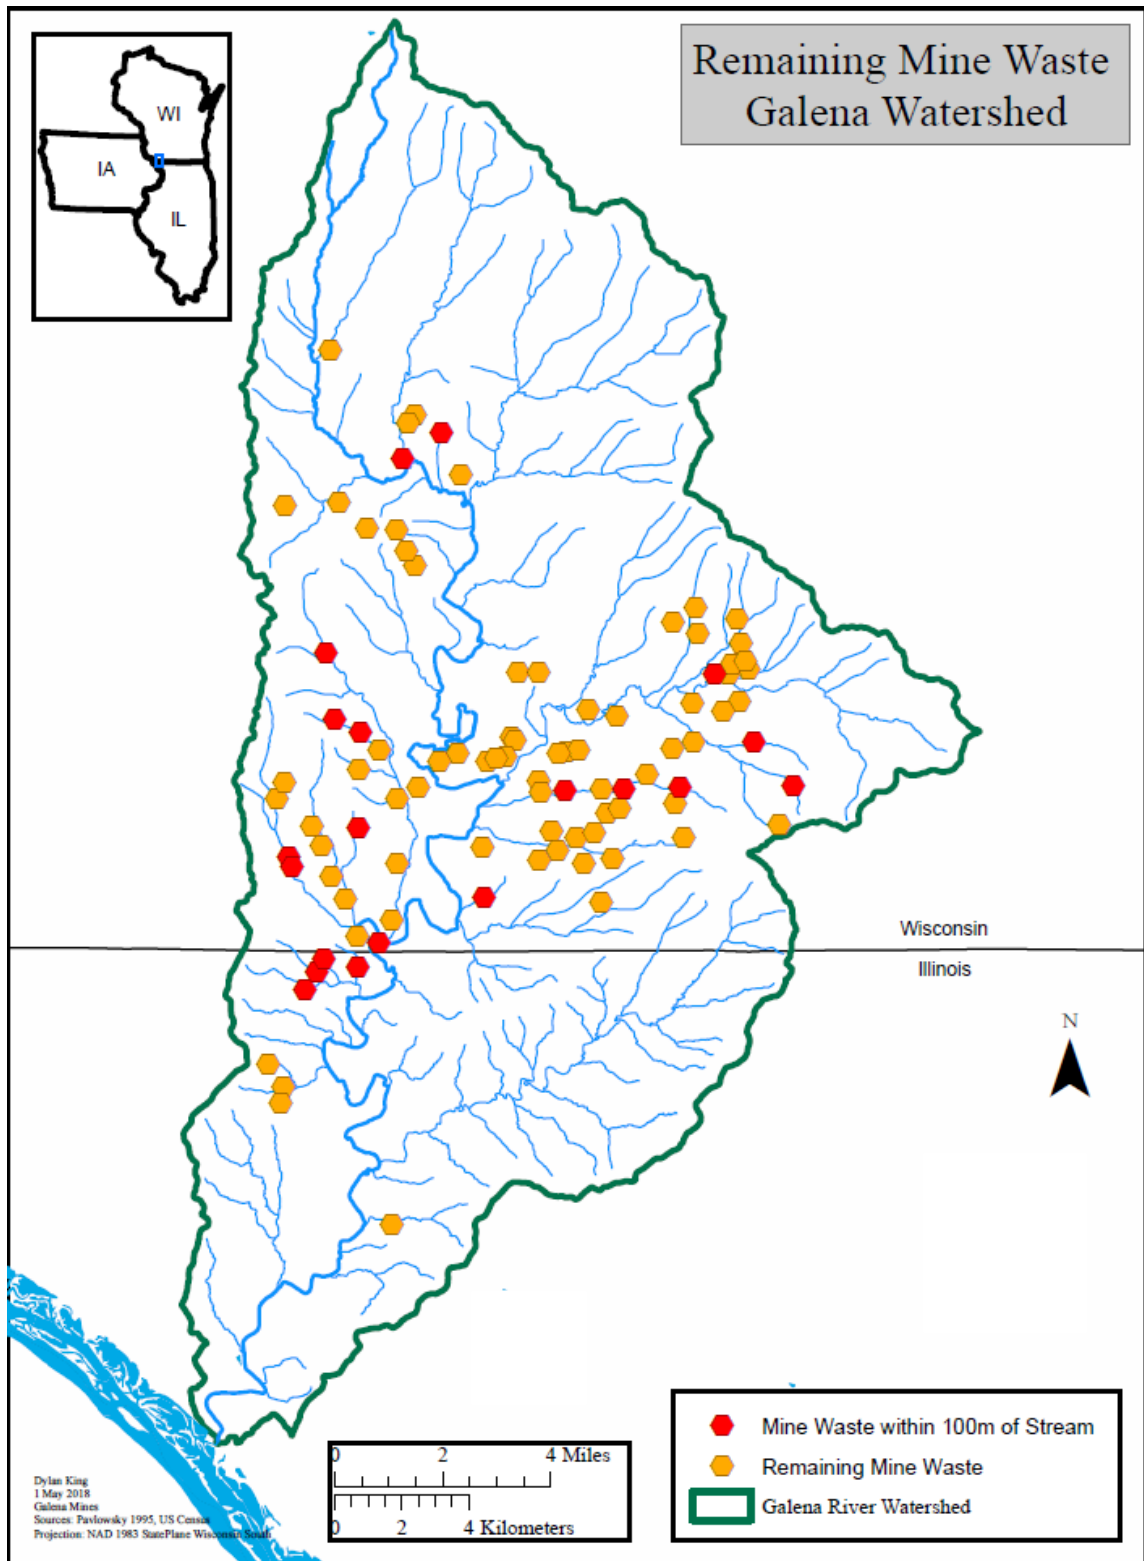 Remaining Mine Waste
Galena Watershed
WI
IA
IL
Wisconsin
Illinois
N
Mine Waste within 100m of Stream
Remaining Mine Waste
Galena River Watershed
0 2 4 Miles
0 2 4 Kilometers
Dylan King
1 May 2018
Galena Mines
Sources: Pavlowsky 1995, US Census
Projection: NAD 1983 StatePlane Wisconsin South